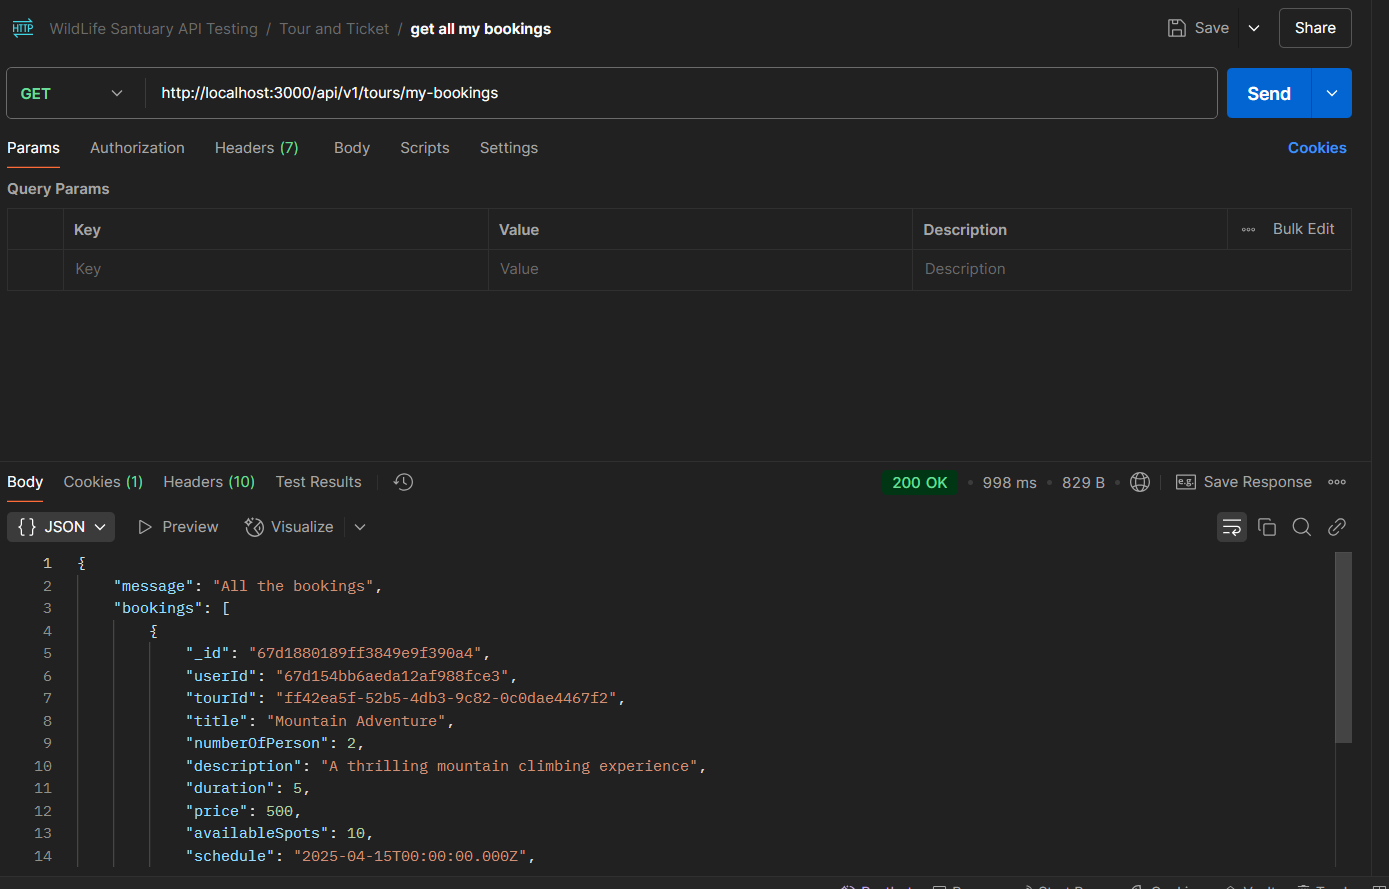 HTTP WildLife Santuary API Testing / Tour and Ticket / get all my bookings Save Share
GET http://localhost:3000/api/v1/tours/my-bookings Send
Params Authorization Headers (7) Body Scripts Settings Cookies
Query Params
Key Value Description Bulk Edit
Key Value Description
Body Cookies (1) Headers (10) Test Results 200 OK 998 ms 829 B e.g. Save Response
{} JSON Preview Visualize
1 {
2 "message": "All the bookings",
3 "bookings": [
4 {
5 "_id": "67d1880189ff3849e9f390a4",
6 "userId": "67d154bb6aeda12af988fce3",
7 "tourId": "ff42ea5f-52b5-4db3-9c82-0c0dae4467f2",
8 "title": "Mountain Adventure",
9 "numberOfPerson": 2,
10 "description": "A thrilling mountain climbing experience",
11 "duration": 5,
12 "price": 500,
13 "availableSpots": 10,
14 "schedule": "2025-04-15T00:00:00.000Z",